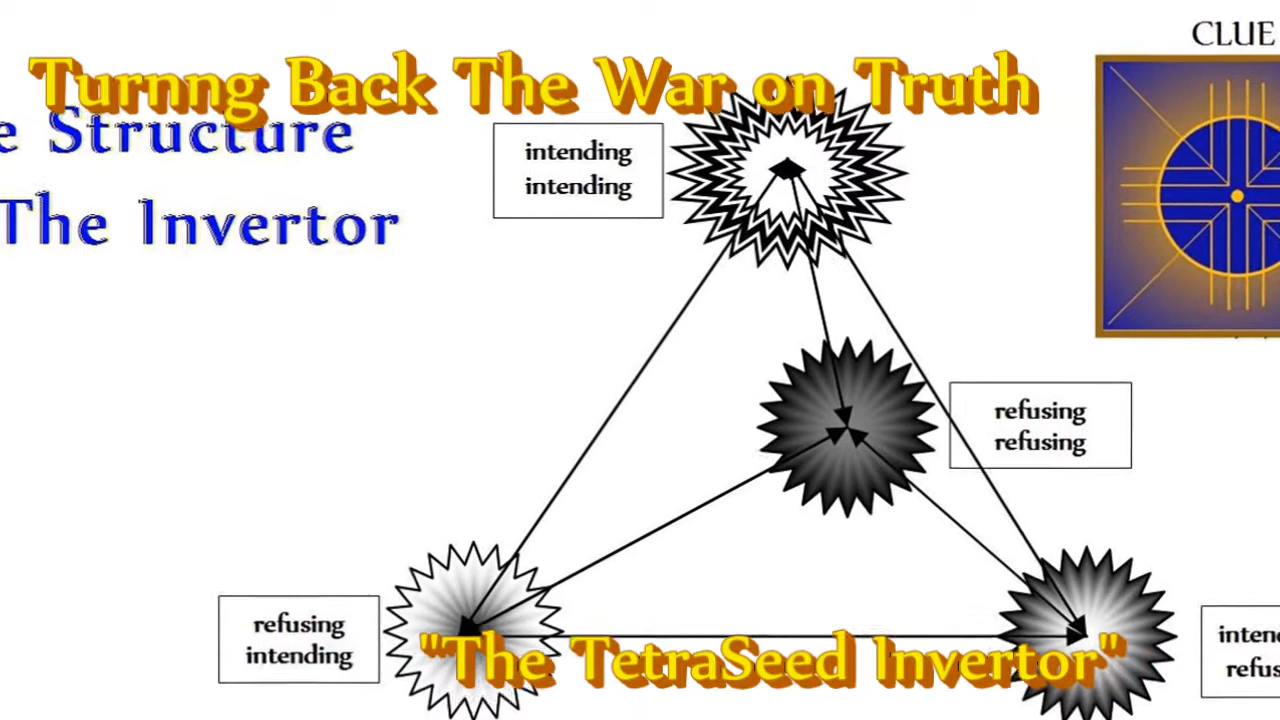 Turnng Back The War on Truth
CLUE
e Structure
The Invertor
intending
intending
refusing
refusing
refusing
intending
"The TetraSeed Invertor"